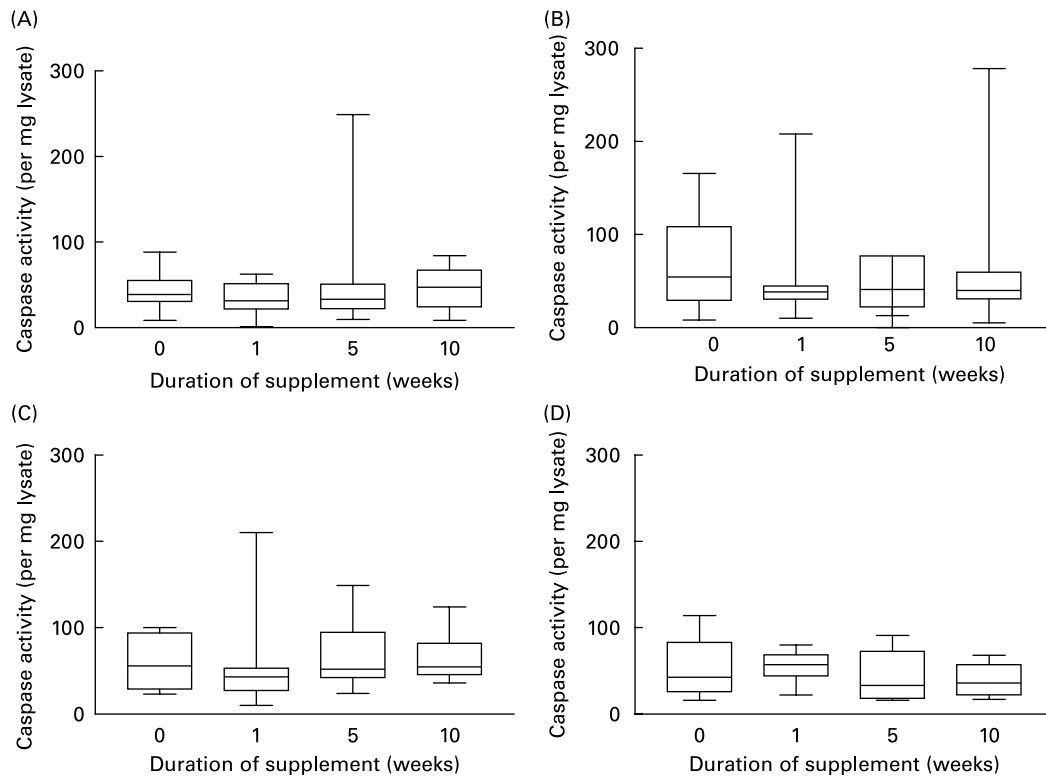 (A)
Caspase activity (per mg lysate)
300
200
100
0
0 1 5 10
Duration of supplement (weeks)
(B)
Caspase activity (per mg lysate)
300
200
100
0
0 1 5 10
Duration of supplement (weeks)
(C)
Caspase activity (per mg lysate)
300
200
100
0
0 1 5 10
Duration of supplement (weeks)
(D)
Caspase activity (per mg lysate)
300
200
100
0
0 1 5 10
Duration of supplement (weeks)